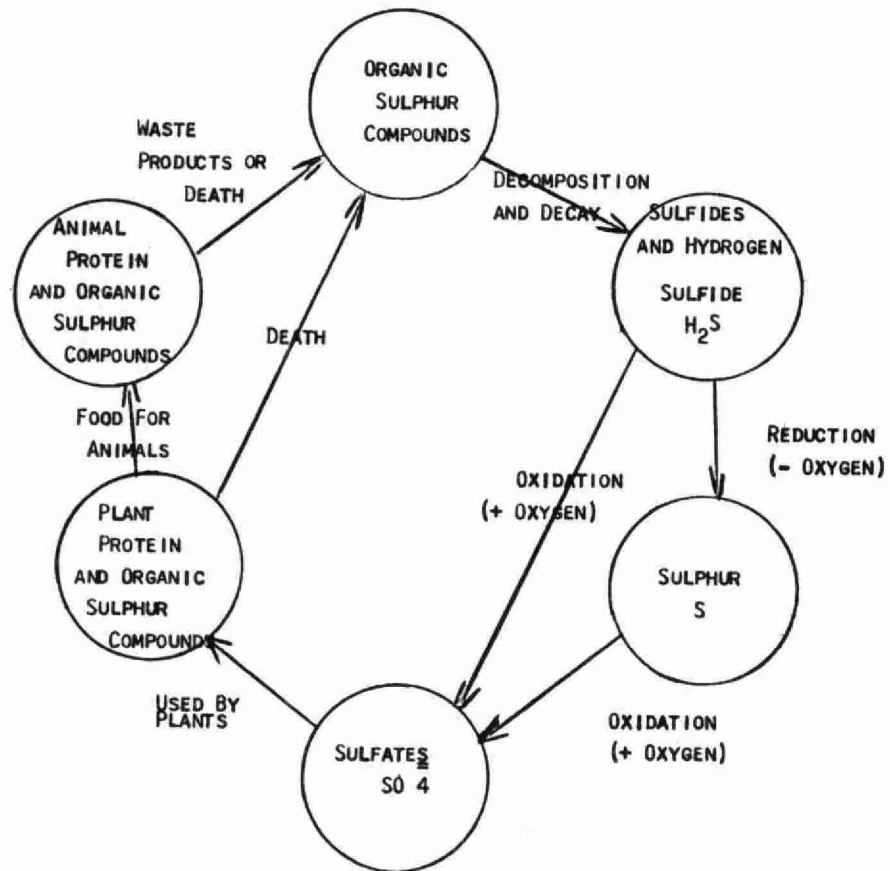 ORGANIC
SULPHUR
COMPOUNDS
WASTE
PRODUCTS OR
DEATH
DECOMPOSITION
AND DECAY
ANIMAL
PROTEIN
AND ORGANIC
SULPHUR
COMPOUNDS
SULFIDES
AND HYDROGEN
SULFIDE
H₂S
DEATH
FOOD FOR
ANIMALS
REDUCTION
(- OXYGEN)
OXIDATION
(+ OXYGEN)
PLANT
PROTEIN
AND ORGANIC
SULPHUR
COMPOUNDS
SULPHUR
S
USED BY
PLANTS
OXIDATION
(+ OXYGEN)
SULFATES
SO 4